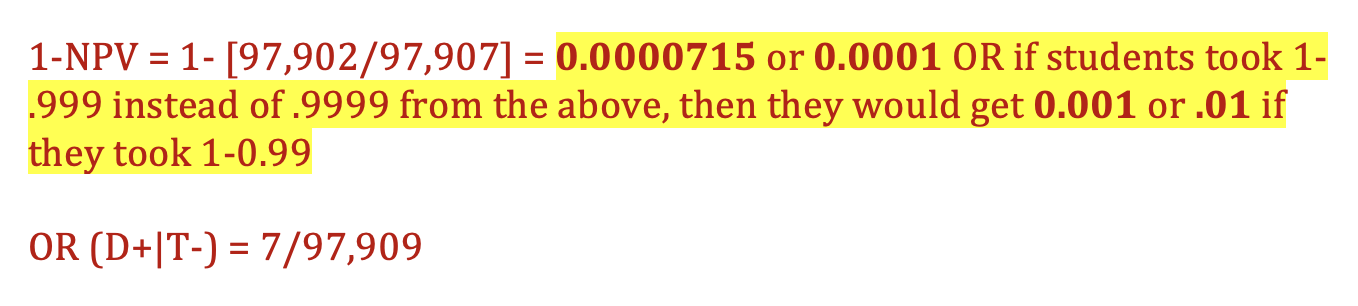 1-NPV = 1- [97,902/97,907] = 0.0000715 or 0.0001 OR if students took 1-
.999 instead of .9999 from the above, then they would get 0.001 or .01 if
they took 1-0.99
OR (D+|T-) = 7/97,909